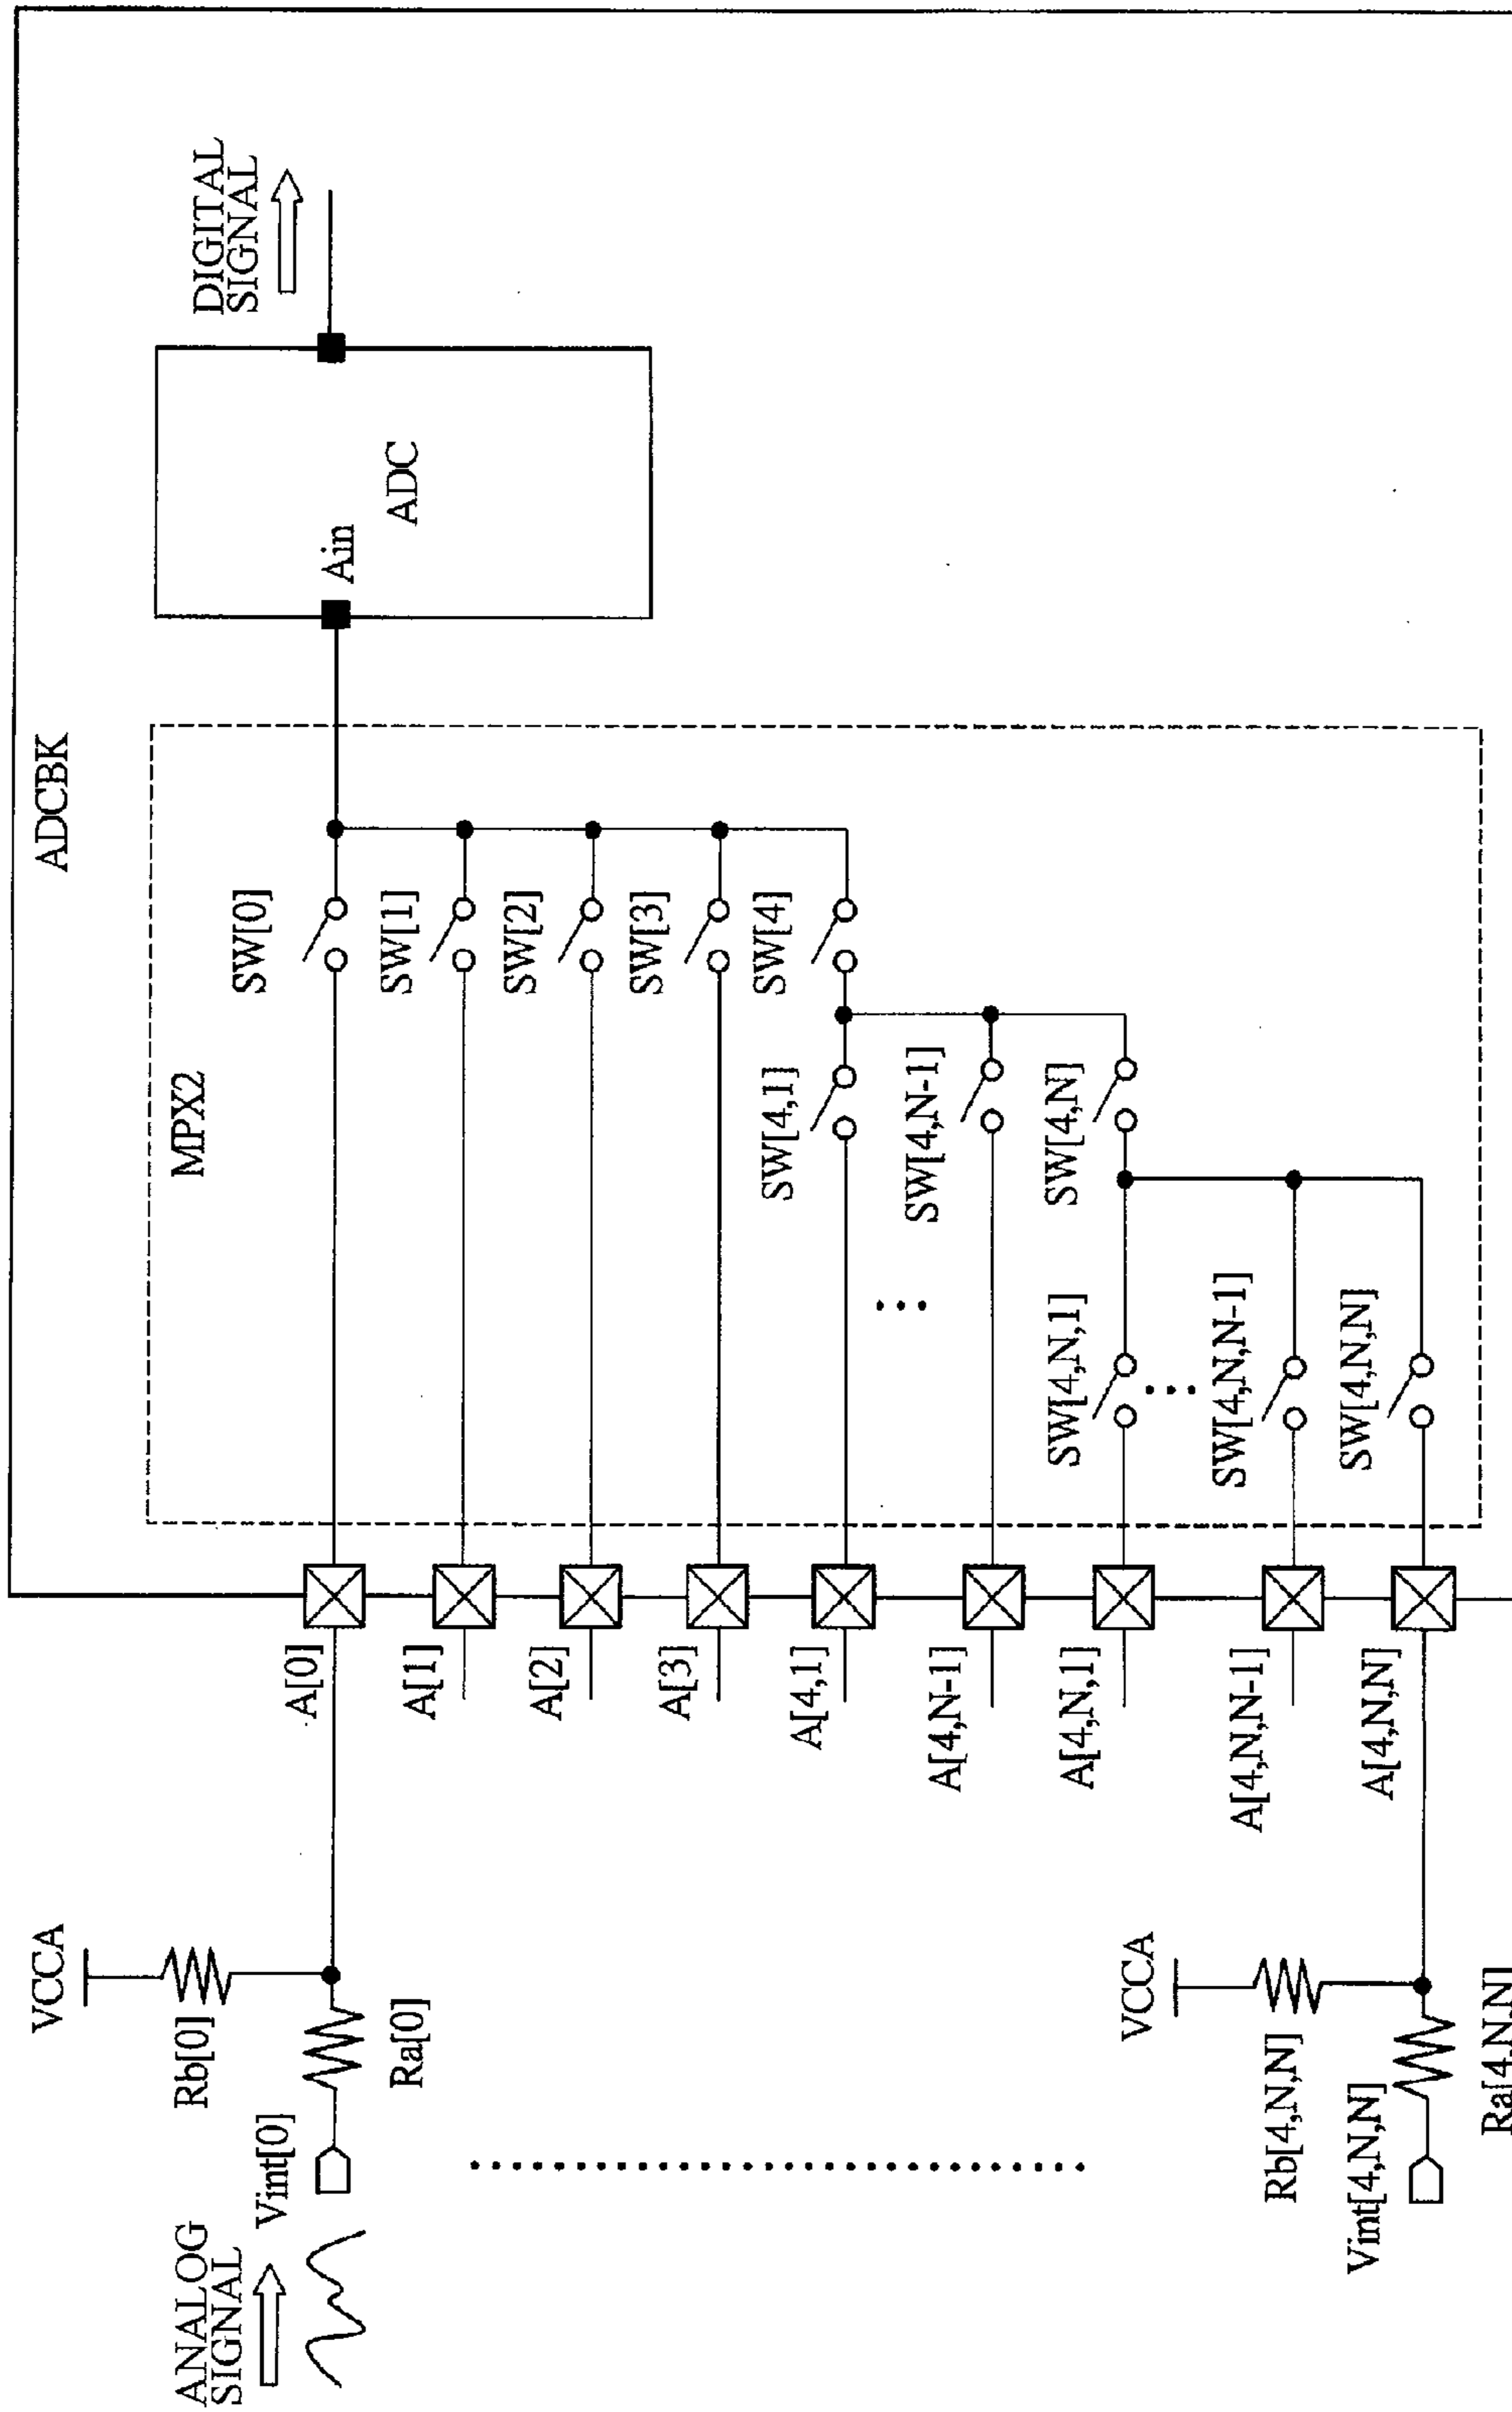 ADCBK
MPX2
DIGITAL
SIGNAL
Ain
ADC
SW[0]
SW[1]
SW[2]
SW[3]
SW[4]
SW[4,1]
SW[4,N-1]
SW[4,N]
SW[4,N,1]
SW[4,N,N-1]
SW[4,N,N]
A[0]
A[1]
A[2]
A[3]
A[4,1]
A[4,N-1]
A[4,N,1]
A[4,N,N-1]
A[4,N,N]
VCCA
Rb[0]
Ra[0]
Vint[0]
ANALOG
SIGNAL
VCCA
Rb[4,N,N]
Vint[4,N,N]
Ra[4,N,N]